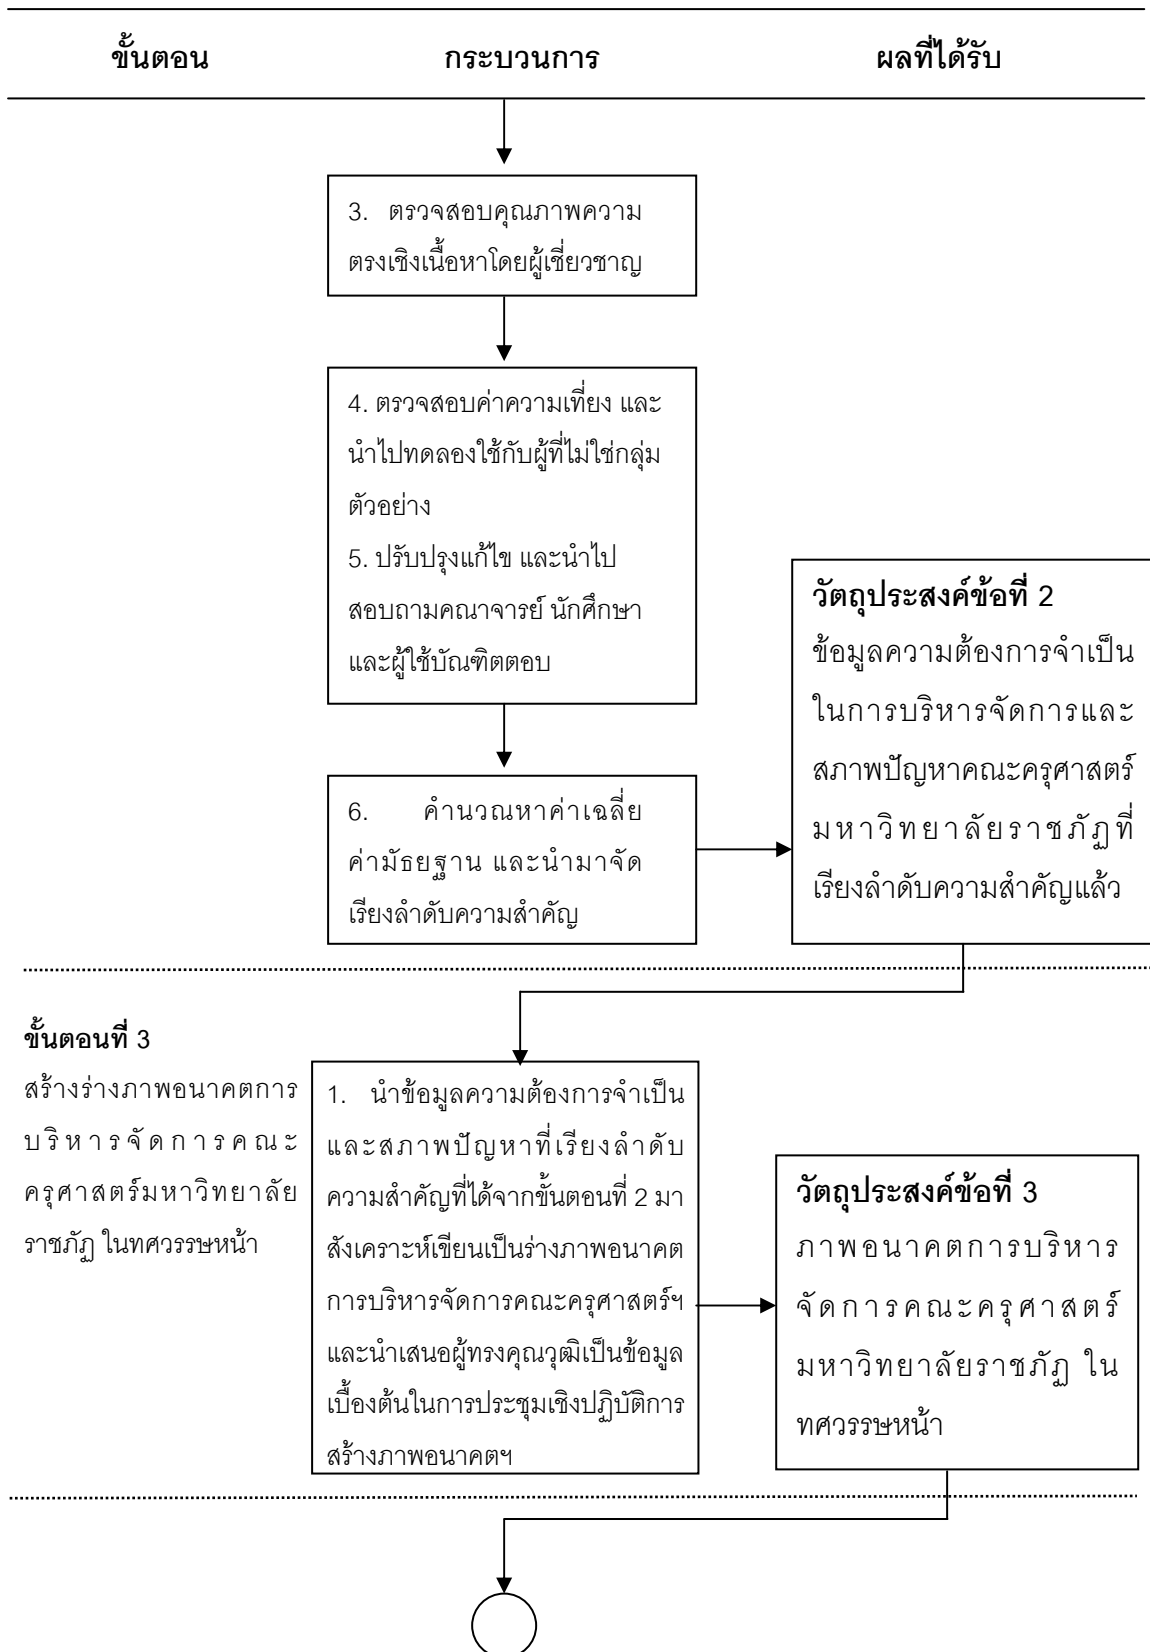 ขั้นตอน กระบวนการ ผลที่ได้รับ
3. ตรวจสอบคุณภาพความ
ตรงเชิงเนื้อหาโดยผู้เชี่ยวชาญ
4. ตรวจสอบค่าความเที่ยง และ
นำไปทดลองใช้กับผู้ที่ไม่ใช่กลุ่ม
ตัวอย่าง
5. ปรับปรุงแก้ไข และนำไป
สอบถามคณาจารย์ นักศึกษา
และผู้ใช้บัณฑิตตอบ
6. คำนวณหาค่าเฉลี่ย
ค่ามัธยฐาน และนำมาจัด
เรียงลำดับความสำคัญ
วัตถุประสงค์ข้อที่ 2
ข้อมูลความต้องการจำเป็น
ในการบริหารจัดการและ
สภาพปัญหาคณะครุศาสตร์
มหาวิทยาลัยราชภัฏที่
เรียงลำดับความสำคัญแล้ว
ขั้นตอนที่ 3
สร้างร่างภาพอนาคตการ
บริหารจัดการคณะ
ครุศาสตร์มหาวิทยาลัย
ราชภัฏ ในทศวรรษหน้า
1. นำข้อมูลความต้องการจำเป็น
และสภาพปัญหาที่เรียงลำดับ
ความสำคัญที่ได้จากขั้นตอนที่ 2 มา
สังเคราะห์เขียนเป็นร่างภาพอนาคต
การบริหารจัดการคณะครุศาสตร์ฯ
และนำเสนอผู้ทรงคุณวุฒิเป็นข้อมูล
เบื้องต้นในการประชุมเชิงปฏิบัติการ
สร้างภาพอนาคตฯ
วัตถุประสงค์ข้อที่ 3
ภาพอนาคตการบริหาร
จัดการคณะครุศาสตร์
มหาวิทยาลัยราชภัฏ ใน
ทศวรรษหน้า